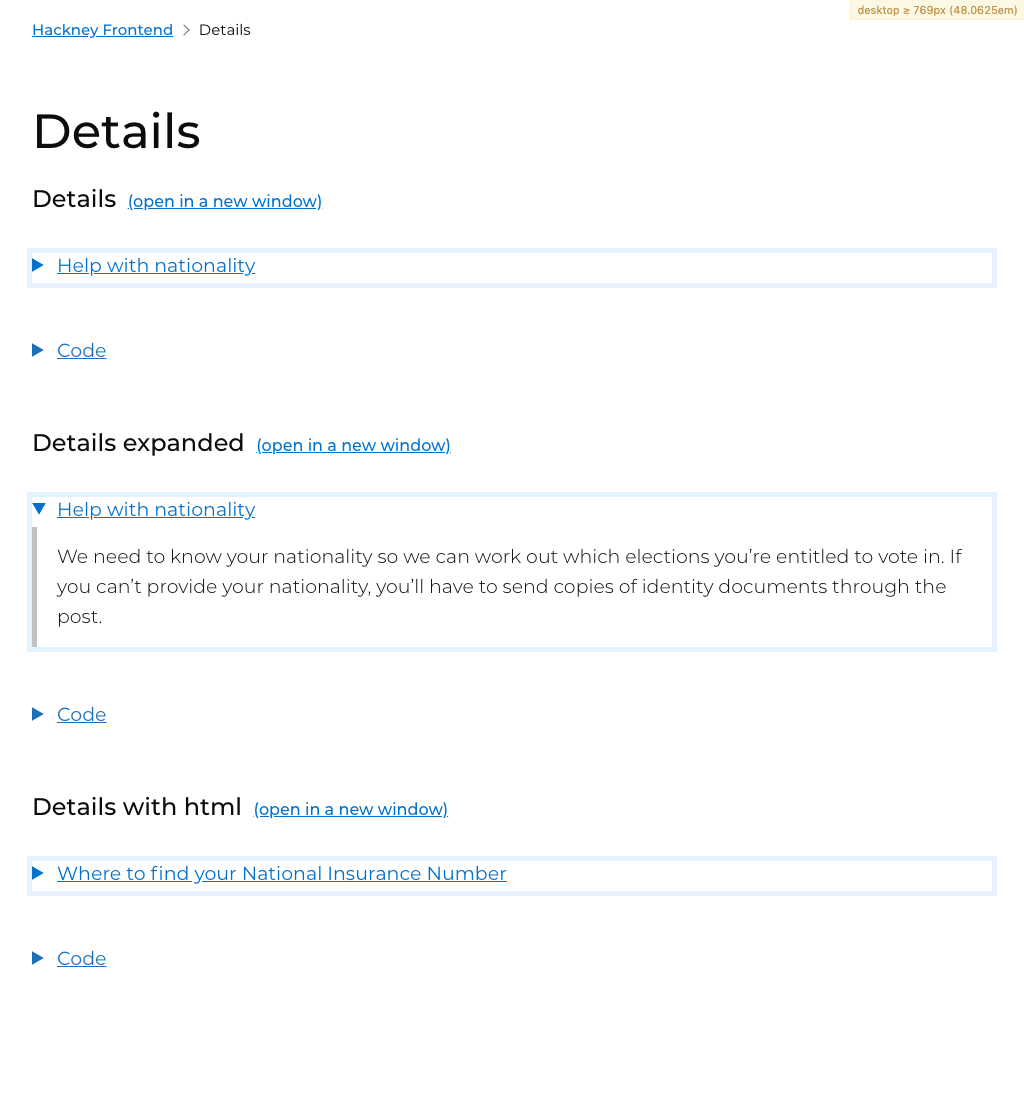 desktop ≥ 769px (48.0625em)
Hackney Frontend > Details
Details
Details (open in a new window)
Help with nationality
Code
Details expanded (open in a new window)
Help with nationality
We need to know your nationality so we can work out which elections you’re entitled to vote in. If
you can’t provide your nationality, you’ll have to send copies of identity documents through the
post.
Code
Details with html (open in a new window)
Where to find your National Insurance Number
Code